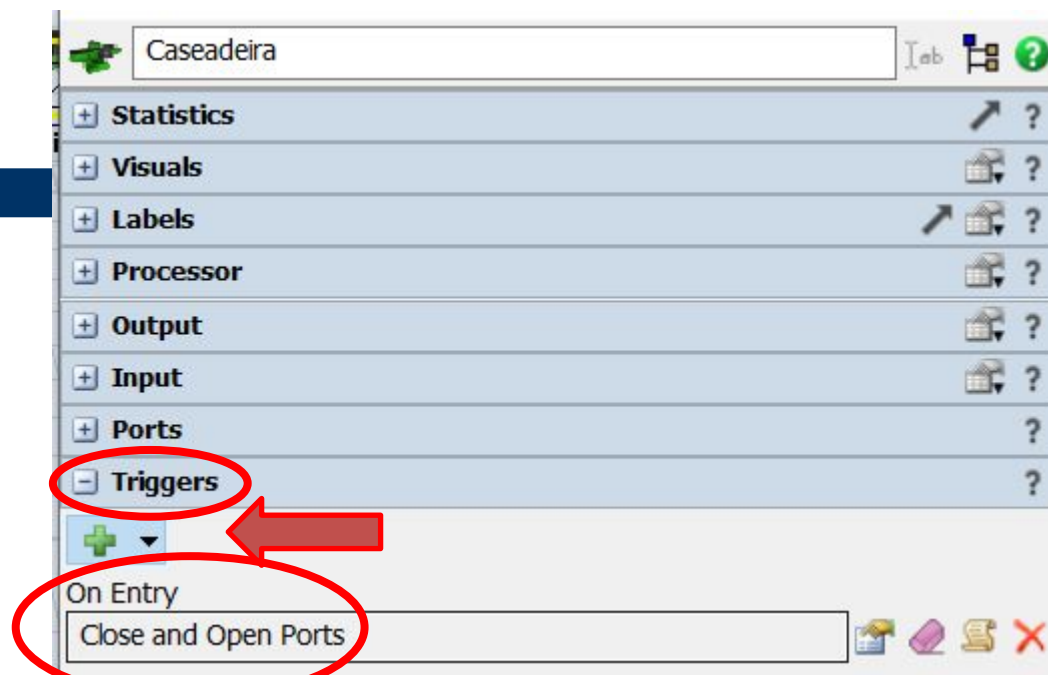 Caseadeira
Statistics
Visuals
Labels
Processor
Output
Input
Ports
Triggers
On Entry
Close and Open Ports